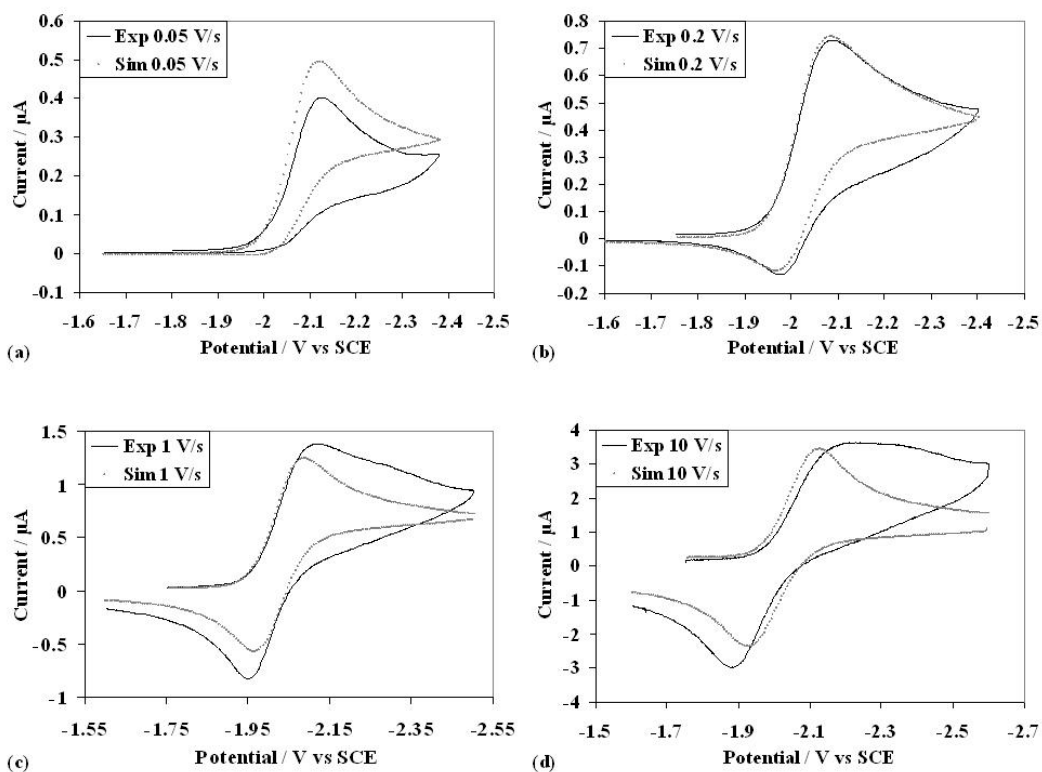 0.6
0.5
0.4
0.3
0.2
0.1
0
-0.1
Current / μA
Exp 0.05 V/s
Sim 0.05 V/s
-1.6 -1.7 -1.8 -1.9 -2 -2.1 -2.2 -2.3 -2.4 -2.5
Potential / V vs SCE
(a)
0.8
0.7
0.6
0.5
0.4
0.3
0.2
0.1
0
-0.1
-0.2
Current / μA
Exp 0.2 V/s
Sim 0.2 V/s
-1.6 -1.7 -1.8 -1.9 -2 -2.1 -2.2 -2.3 -2.4 -2.5
Potential / V vs SCE
(b)
1.5
1
0.5
0
-0.5
-1
Current / μA
Exp 1 V/s
Sim 1 V/s
-1.55 -1.75 -1.95 -2.15 -2.35 -2.55
Potential / V vs SCE
(c)
4
3
2
1
0
-1
-2
-3
-4
Current / μA
Exp 10 V/s
Sim 10 V/s
-1.5 -1.7 -1.9 -2.1 -2.3 -2.5 -2.7
Potential / V vs SCE
(d)